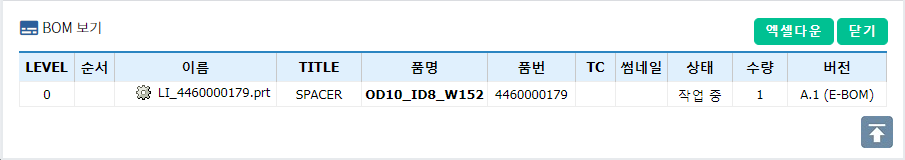 BOM 보기
엑셀다운 닫기
LEVEL 순서 이름 TITLE 품명 품번 TC 썸네일 상태 수량 버전
0 LI_4460000179.prt SPACER OD10_ID8_W152 4460000179 작업 중 1 A.1 (E-BOM)